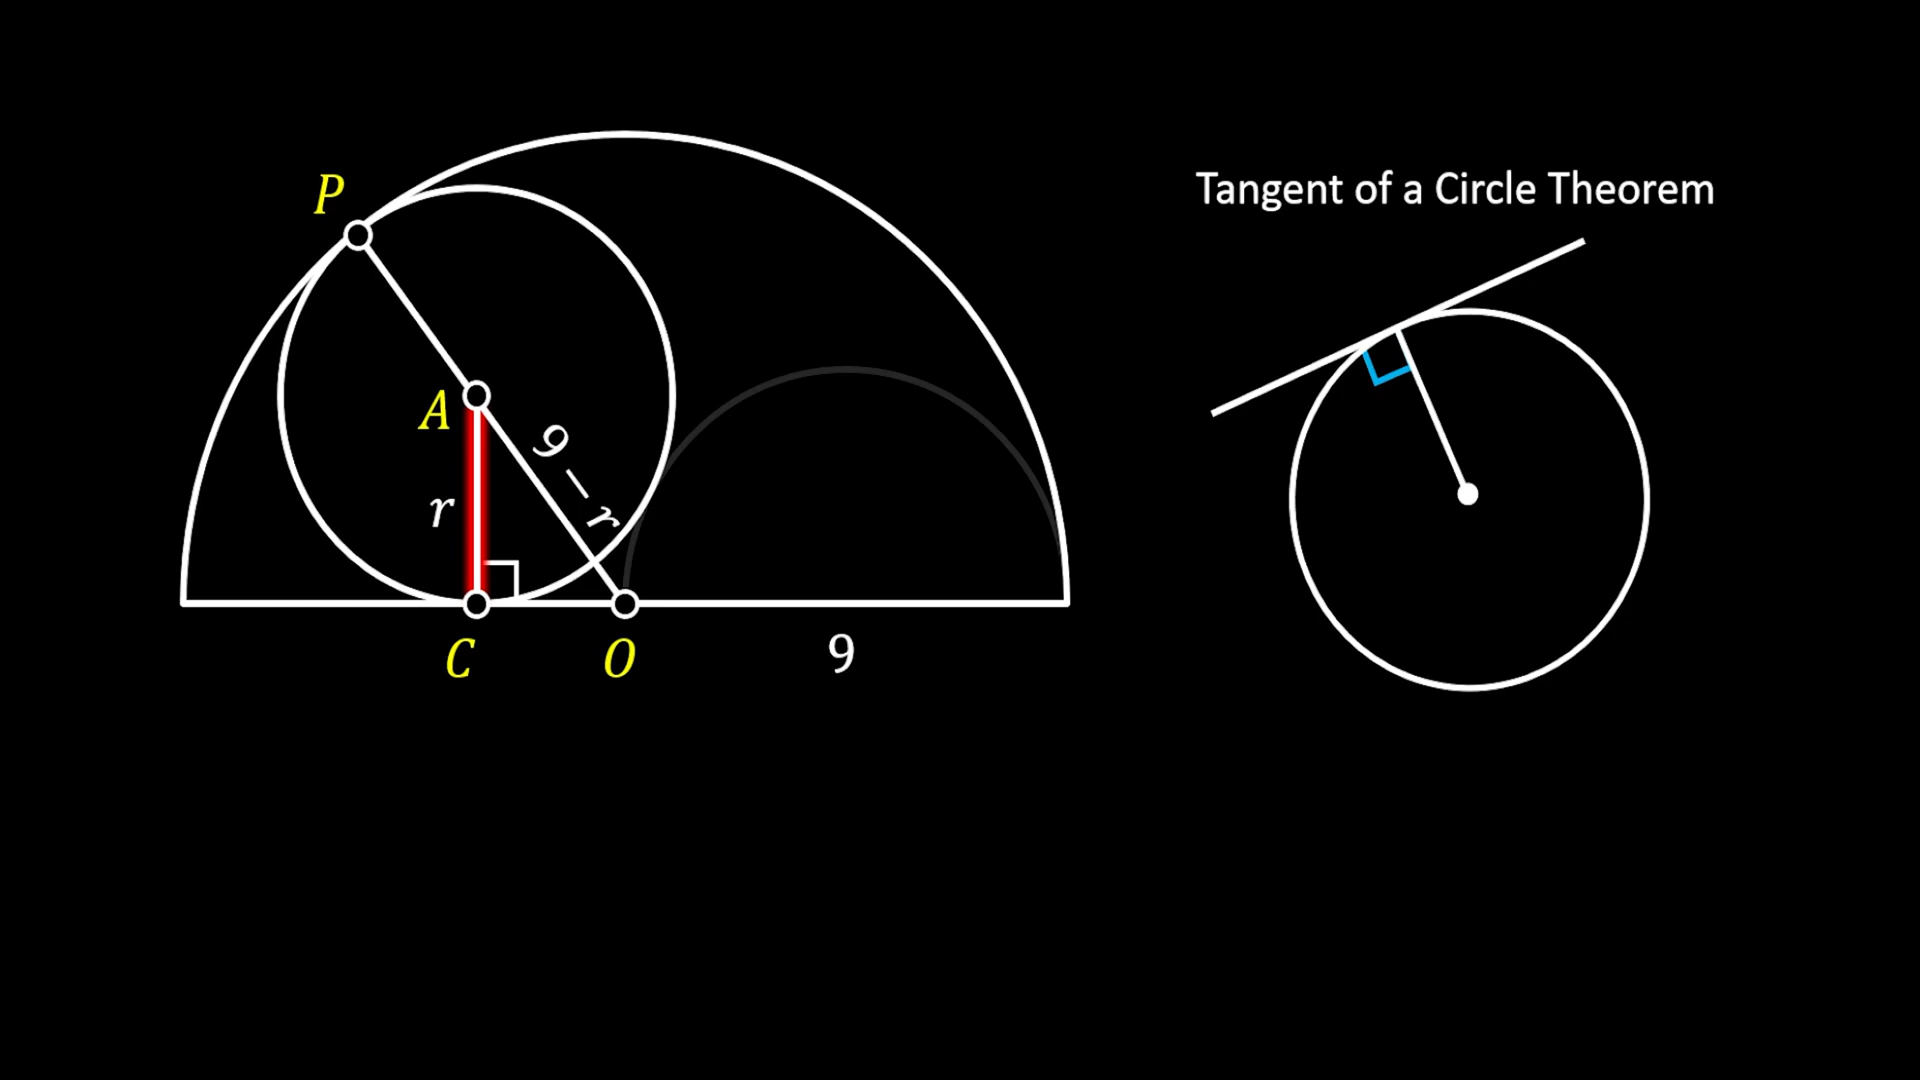 Tangent of a Circle Theorem
P
A
9 − r
r
C
O
9